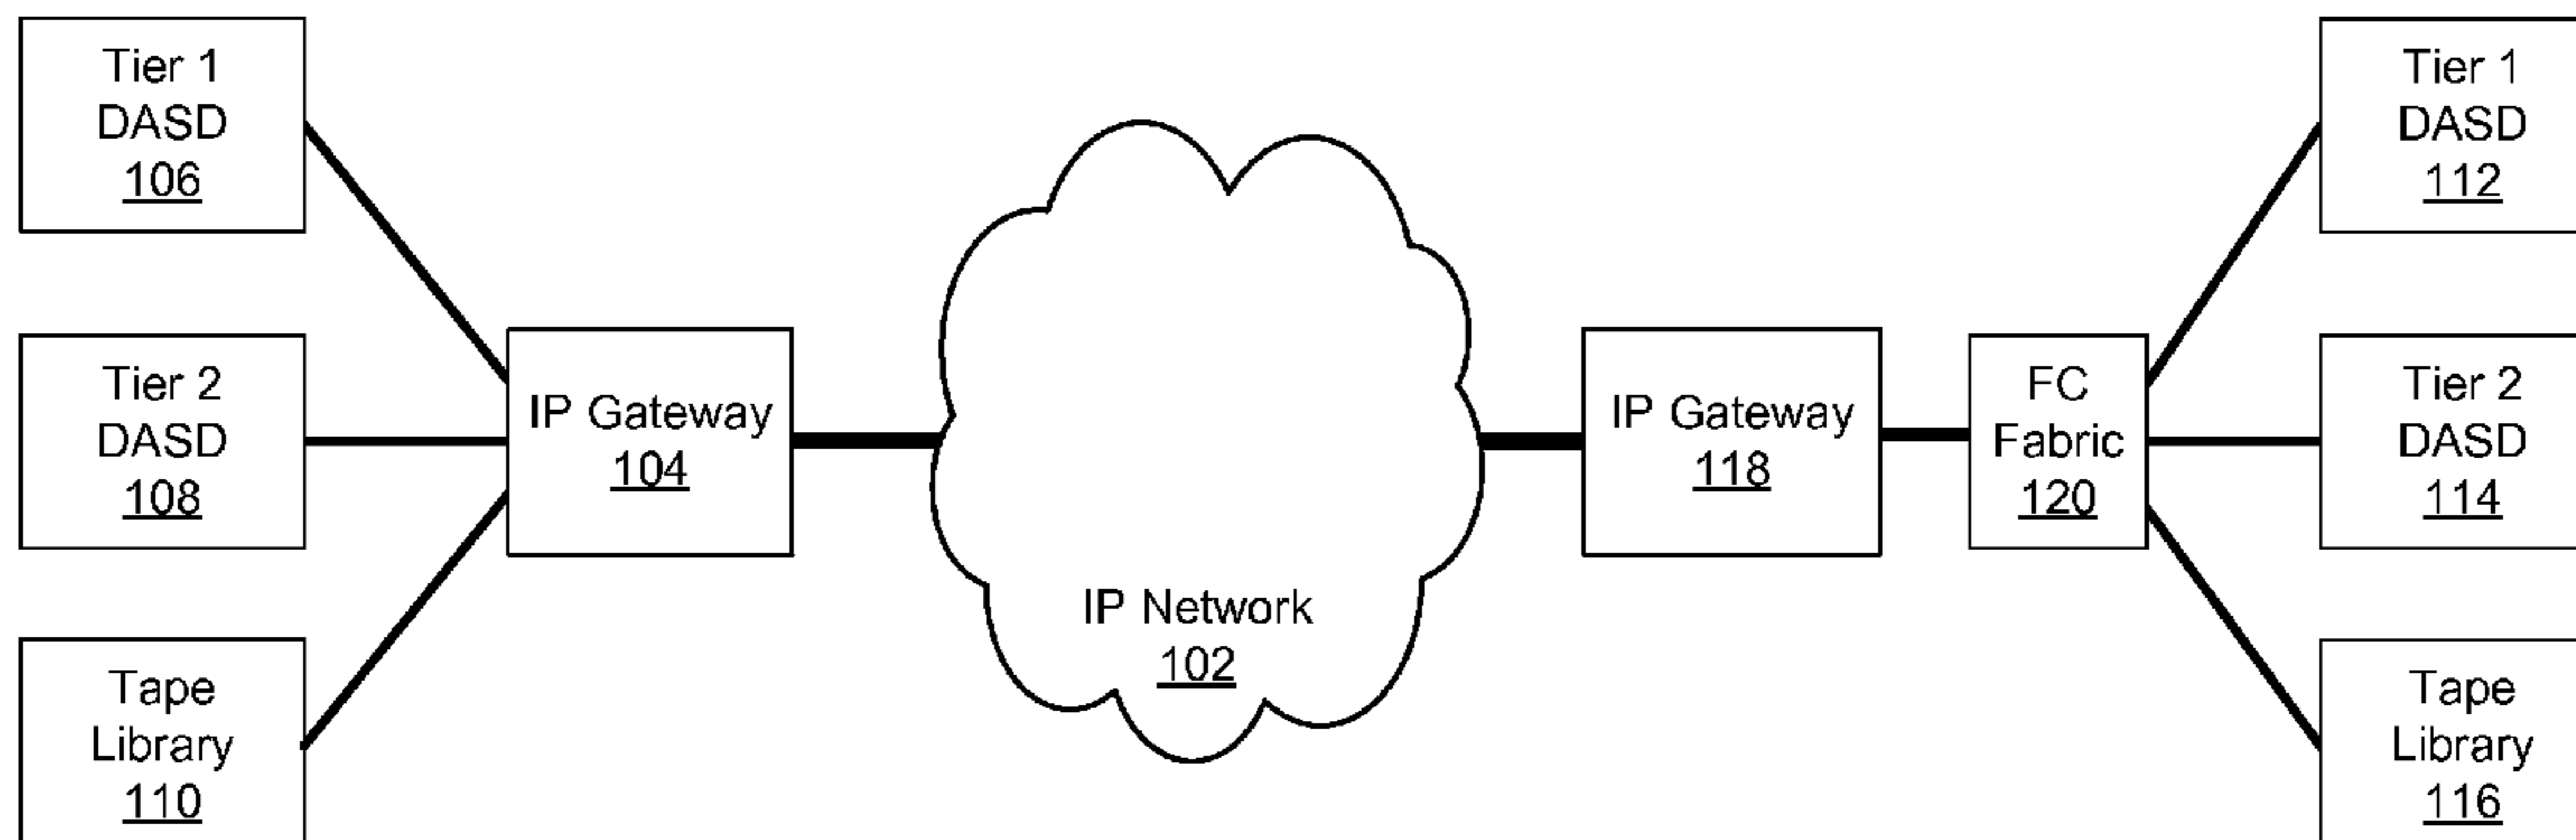 Tier 1
DASD
106
Tier 2
DASD
108
Tape
Library
110
IP Gateway
104
IP Network
102
IP Gateway
118
FC
Fabric
120
Tier 1
DASD
112
Tier 2
DASD
114
Tape
Library
116